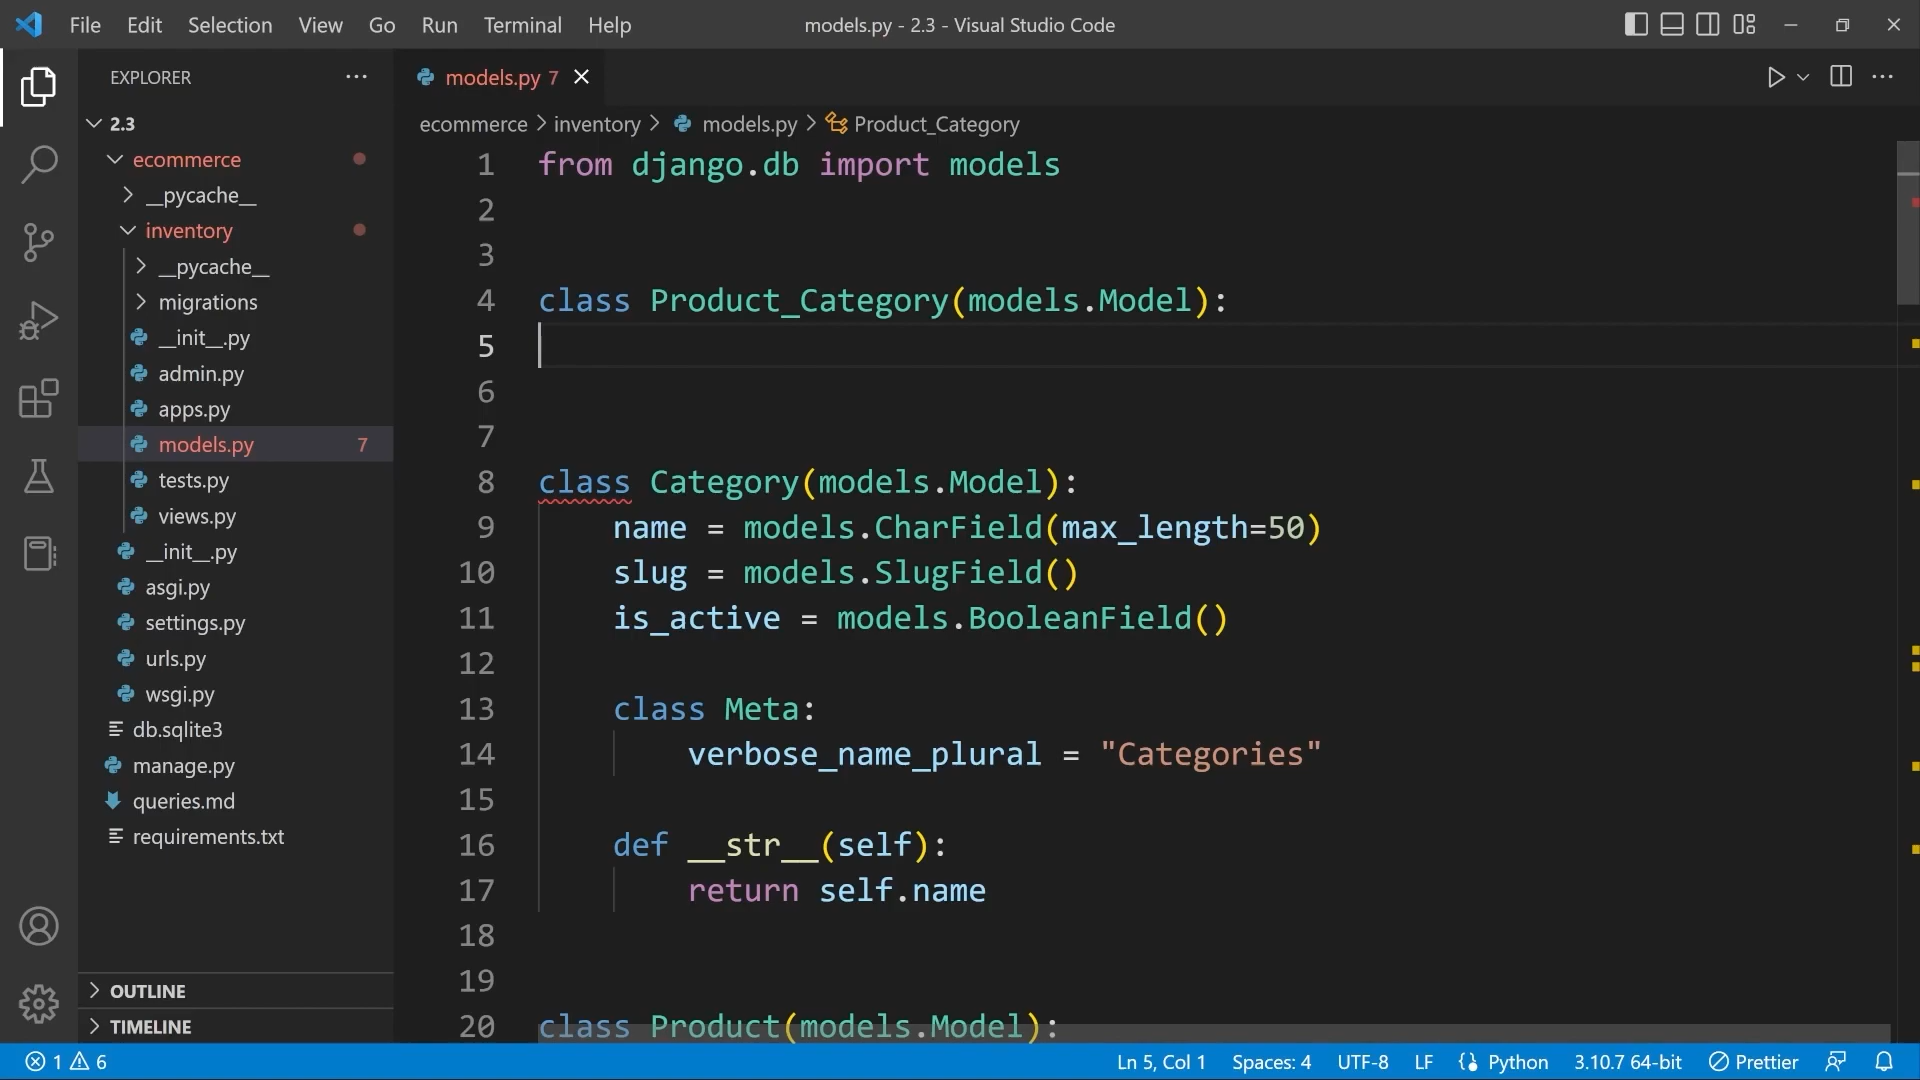 File Edit Selection View Go Run Terminal Help
models.py - 2.3 - Visual Studio Code
EXPLORER
2.3
ecommerce
__pycache__
inventory
__pycache__
migrations
__init__.py
admin.py
apps.py
models.py 7
tests.py
views.py
__init__.py
asgi.py
settings.py
urls.py
wsgi.py
db.sqlite3
manage.py
queries.md
requirements.txt
OUTLINE
TIMELINE
models.py 7
ecommerce > inventory > models.py > Product_Category
1 from django.db import models
2
3
4 class Product_Category(models.Model):
5
6
7
8 class Category(models.Model):
9 name = models.CharField(max_length=50)
10 slug = models.SlugField()
11 is_active = models.BooleanField()
12
13 class Meta:
14 verbose_name_plural = "Categories"
15
16 def __str__(self):
17 return self.name
18
19
20 class Product(models.Model):
1 6
Ln 5, Col 1 Spaces: 4 UTF-8 LF Python 3.10.7 64-bit Prettier